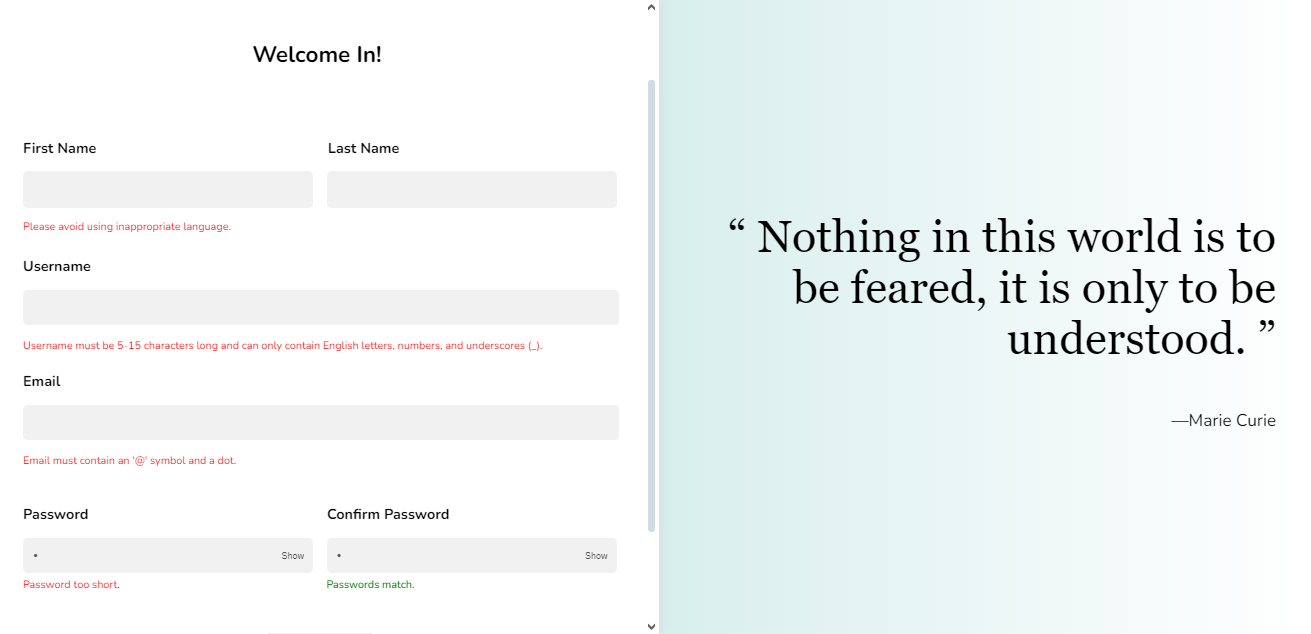 Welcome In!
First Name
Last Name
Please avoid using inappropriate language.
Username
Username must be 5-15 characters long and can only contain English letters, numbers, and underscores (_).
Email
Email must contain an '@' symbol and a dot.
Password
Confirm Password
• Show
• Show
Password too short.
Passwords match.
“ Nothing in this world is to
be feared, it is only to be
understood. ”
—Marie Curie